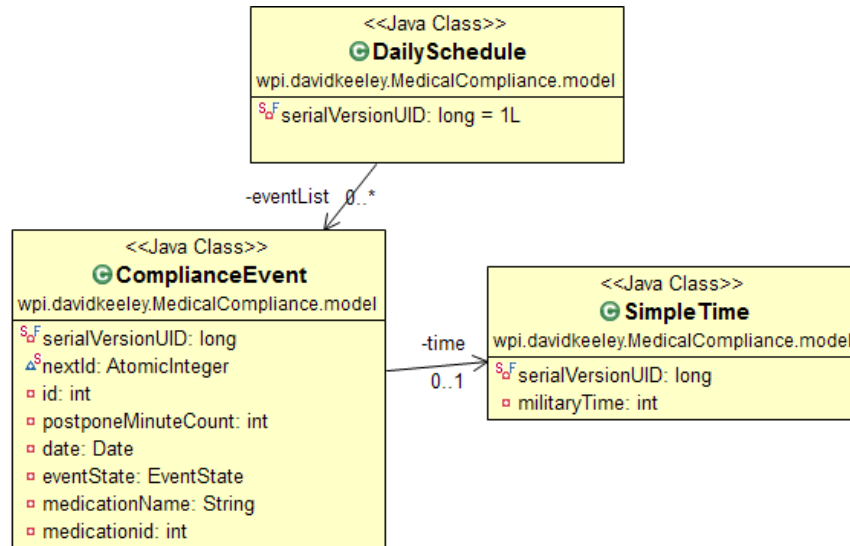 <<Java Class>>
DailySchedule
wpi.davidkeeley.MedicalCompliance.model
serialVersionUID: long = 1L
-eventList 0..*
<<Java Class>>
ComplianceEvent
wpi.davidkeeley.MedicalCompliance.model
serialVersionUID: long
nextId: AtomicInteger
id: int
postponeMinuteCount: int
date: Date
eventState: EventState
medicationName: String
medicationid: int
-time
0..1
<<Java Class>>
SimpleTime
wpi.davidkeeley.MedicalCompliance.model
serialVersionUID: long
militaryTime: int